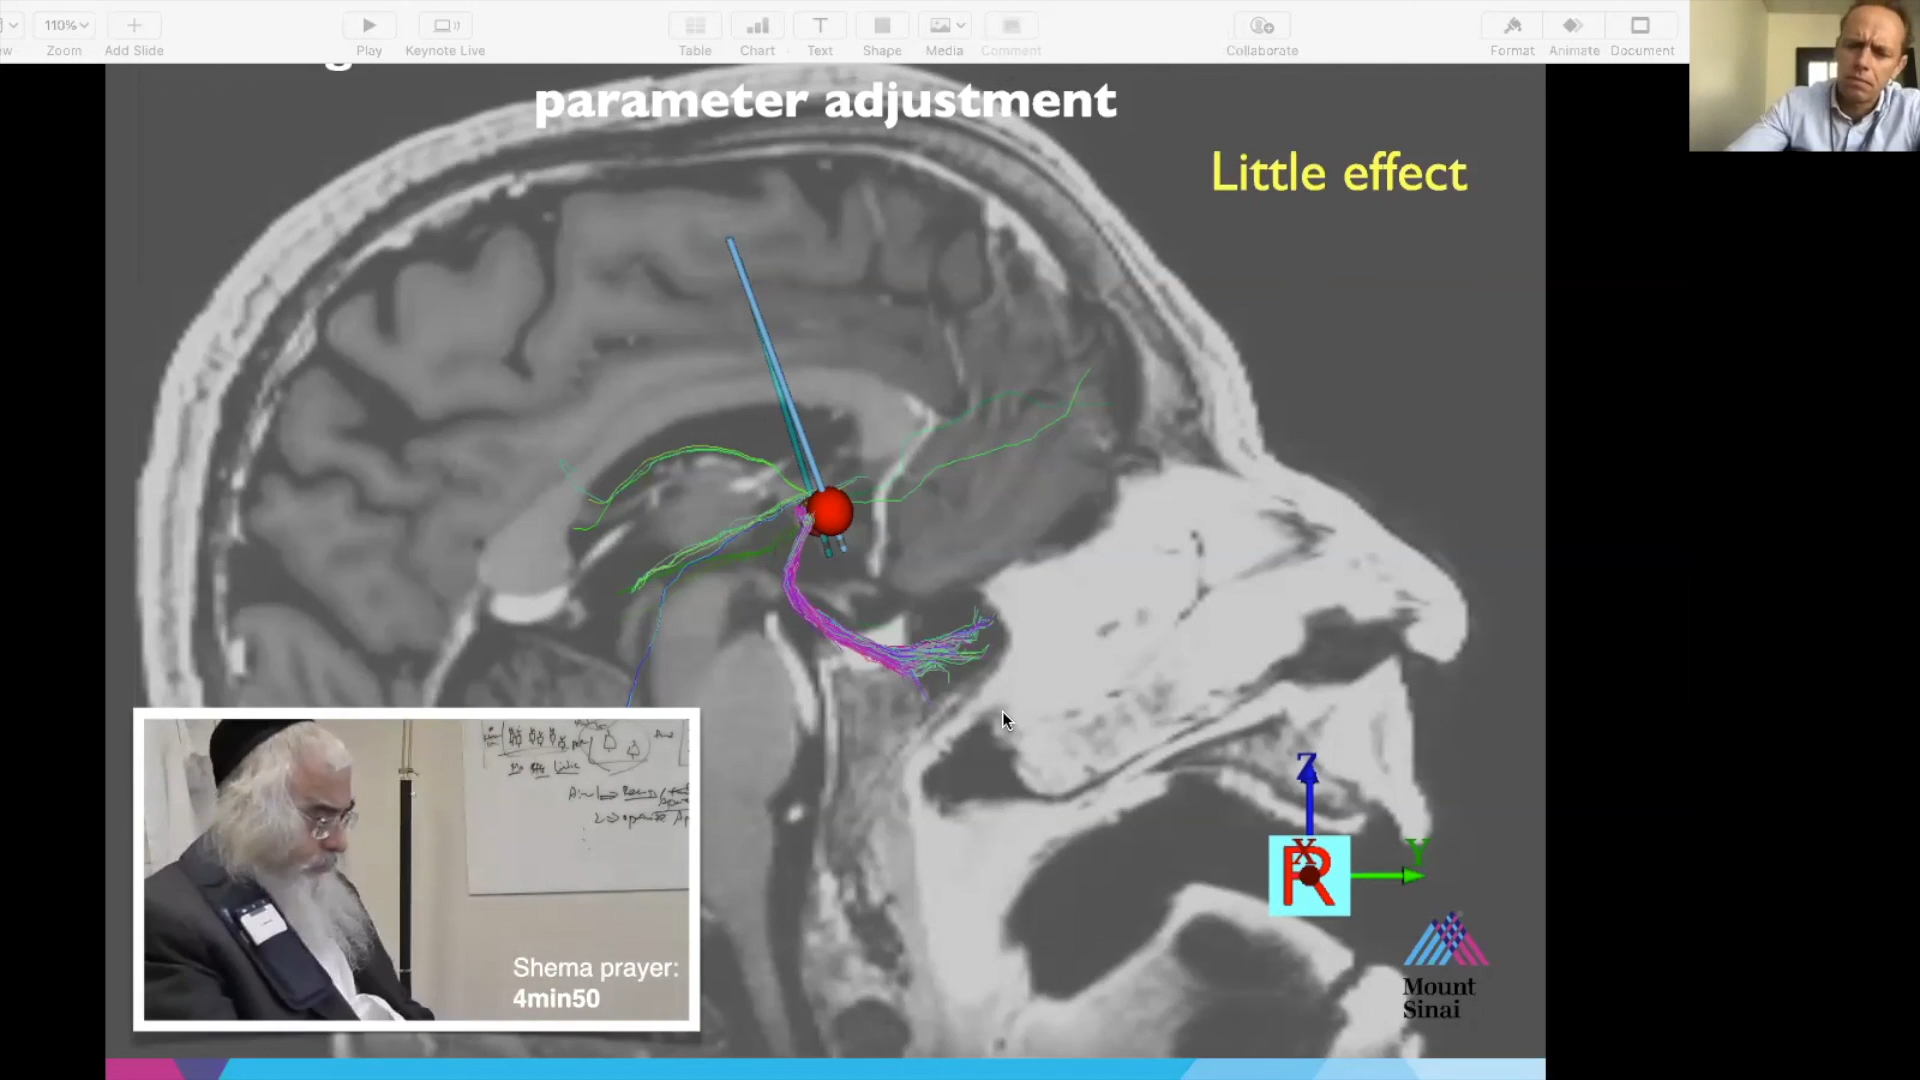 110%
Zoom
Add Slide
Play
Keynote Live
Table
Chart
Text
Shape
Media
Comment
Collaborate
Format
Animate
Document
parameter adjustment
Little effect
Z
X
Y
R
Shema prayer:
4min50
Mount
Sinai